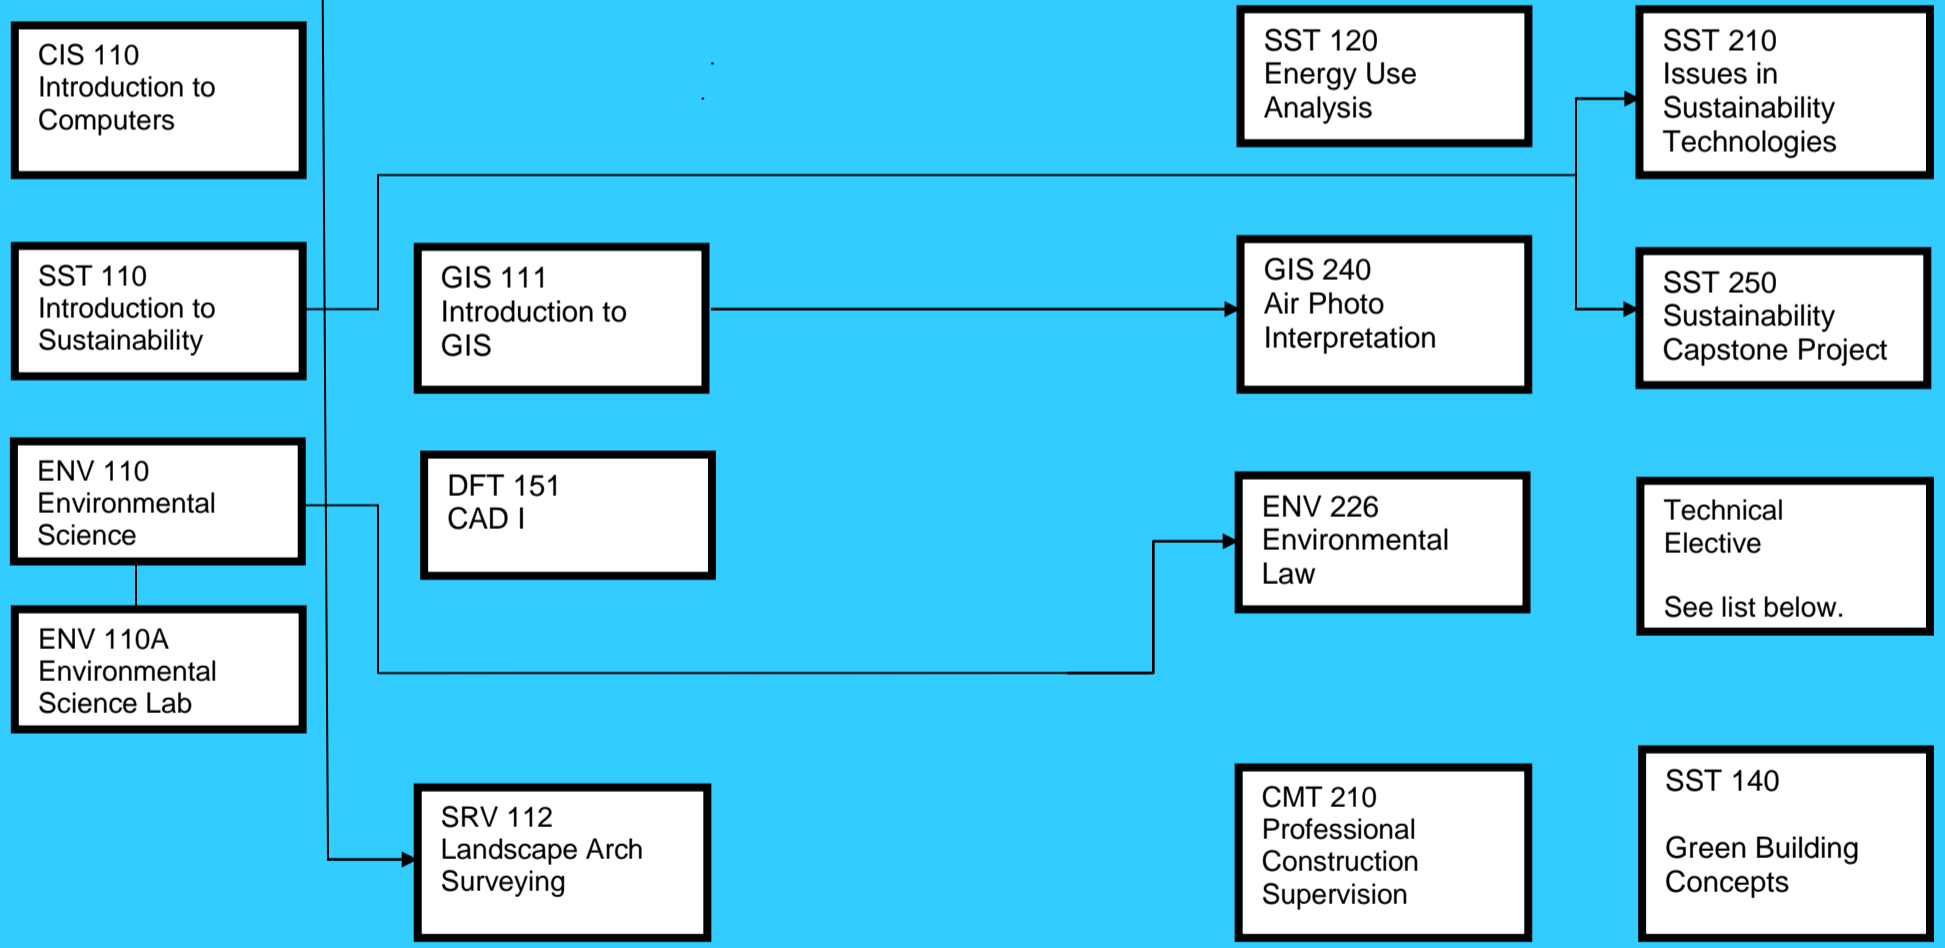 CIS 110
Introduction to
Computers
SST 110
Introduction to
Sustainability
ENV 110
Environmental
Science
ENV 110A
Environmental
Science Lab
GIS 111
Introduction to
GIS
DFT 151
CAD I
SRV 112
Landscape Arch
Surveying
SST 120
Energy Use
Analysis
GIS 240
Air Photo
Interpretation
ENV 226
Environmental
Law
CMT 210
Professional
Construction
Supervision
SST 210
Issues in
Sustainability
Technologies
SST 250
Sustainability
Capstone Project
Technical
Elective
See list below.
SST 140
Green Building
Concepts